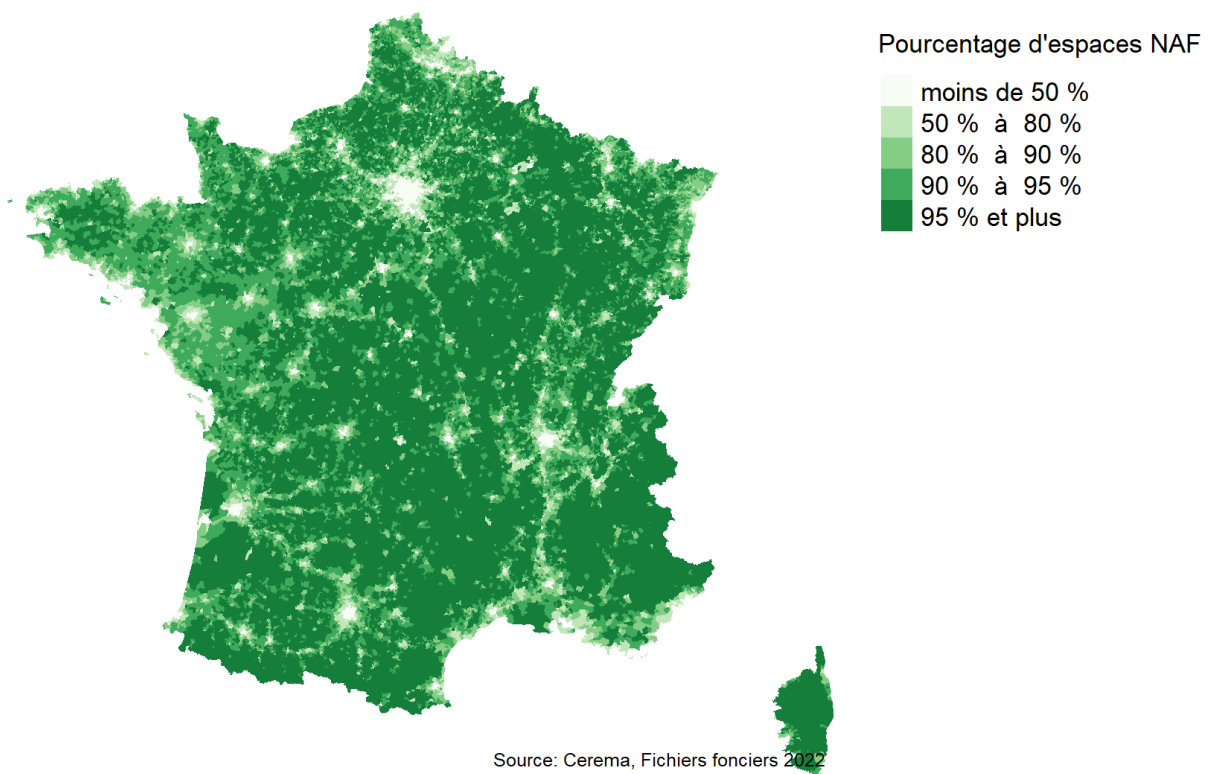 Pourcentage d'espaces NAF
moins de 50 %
50 % à 80 %
80 % à 90 %
90 % à 95 %
95 % et plus
Source: Cerema, Fichiers fonciers 2022